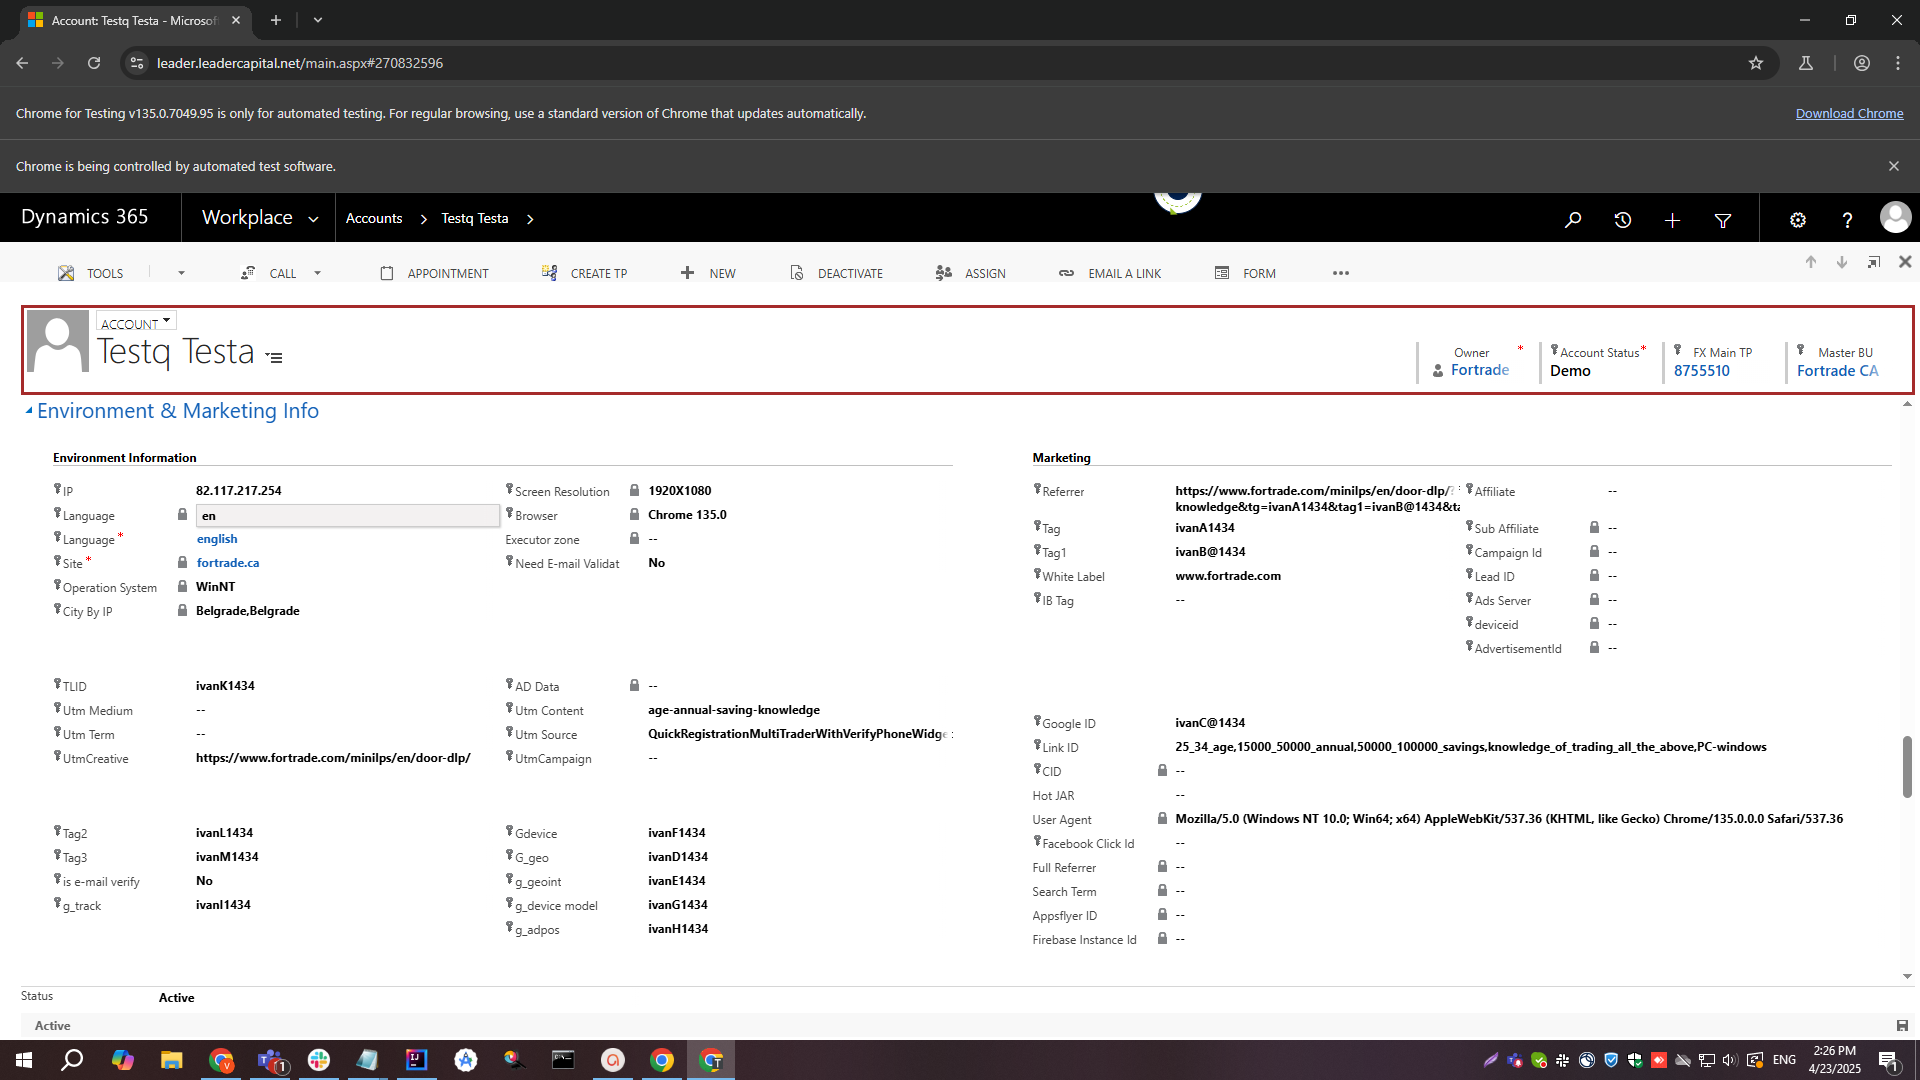 Account: Testq Testa - Microsof
leader.leadercapital.net/main.aspx#270832596
Chrome for Testing v135.0.7049.95 is only for automated testing. For regular browsing, use a standard version of Chrome that updates automatically.
Download Chrome
Chrome is being controlled by automated test software.
Dynamics 365
Workplace
Accounts
Testq Testa
TOOLS
CALL
APPOINTMENT
CREATE TP
NEW
DEACTIVATE
ASSIGN
EMAIL A LINK
FORM
ACCOUNT
Testq Testa
Owner *
Fortrade
Account Status *
Demo
FX Main TP
8755510
Master BU
Fortrade CA
Environment & Marketing Info
Environment Information
IP 82.117.217.254
Language en
Language * english
Site * fortrade.ca
Operation System WinNT
City By IP Belgrade,Belgrade
Screen Resolution 1920X1080
Browser Chrome 135.0
Executor zone --
Need E-mail Validat No
TLID ivanK1434
Utm Medium --
Utm Term --
UtmCreative https://www.fortrade.com/minilps/en/door-dlp/
AD Data --
Utm Content age-annual-saving-knowledge
Utm Source QuickRegistrationMultiTraderWithVerifyPhoneWidge
UtmCampaign --
Tag2 ivanL1434
Tag3 ivanM1434
is e-mail verify No
g_track ivanI1434
Gdevice ivanF1434
G_geo ivanD1434
g_geoint ivanE1434
g_device model ivanG1434
g_adpos ivanH1434
Marketing
Referrer https://www.fortrade.com/minilps/en/door-dlp/?
knowledge&tg=ivanA1434&tag1=ivanB@1434&ta
Tag ivanA1434
Tag1 ivanB@1434
White Label www.fortrade.com
IB Tag --
Affiliate --
Sub Affiliate --
Campaign Id --
Lead ID --
Ads Server --
deviceid --
AdvertisementId --
Google ID ivanC@1434
Link ID 25_34_age,15000_50000_annual,50000_100000_savings,knowledge_of_trading_all_the_above,PC-windows
CID --
Hot JAR --
User Agent Mozilla/5.0 (Windows NT 10.0; Win64; x64) AppleWebKit/537.36 (KHTML, like Gecko) Chrome/135.0.0.0 Safari/537.36
Facebook Click Id --
Full Referrer --
Search Term --
Appsflyer ID --
Firebase Instance Id --
Status Active
Active
ENG
2:26 PM
4/23/2025